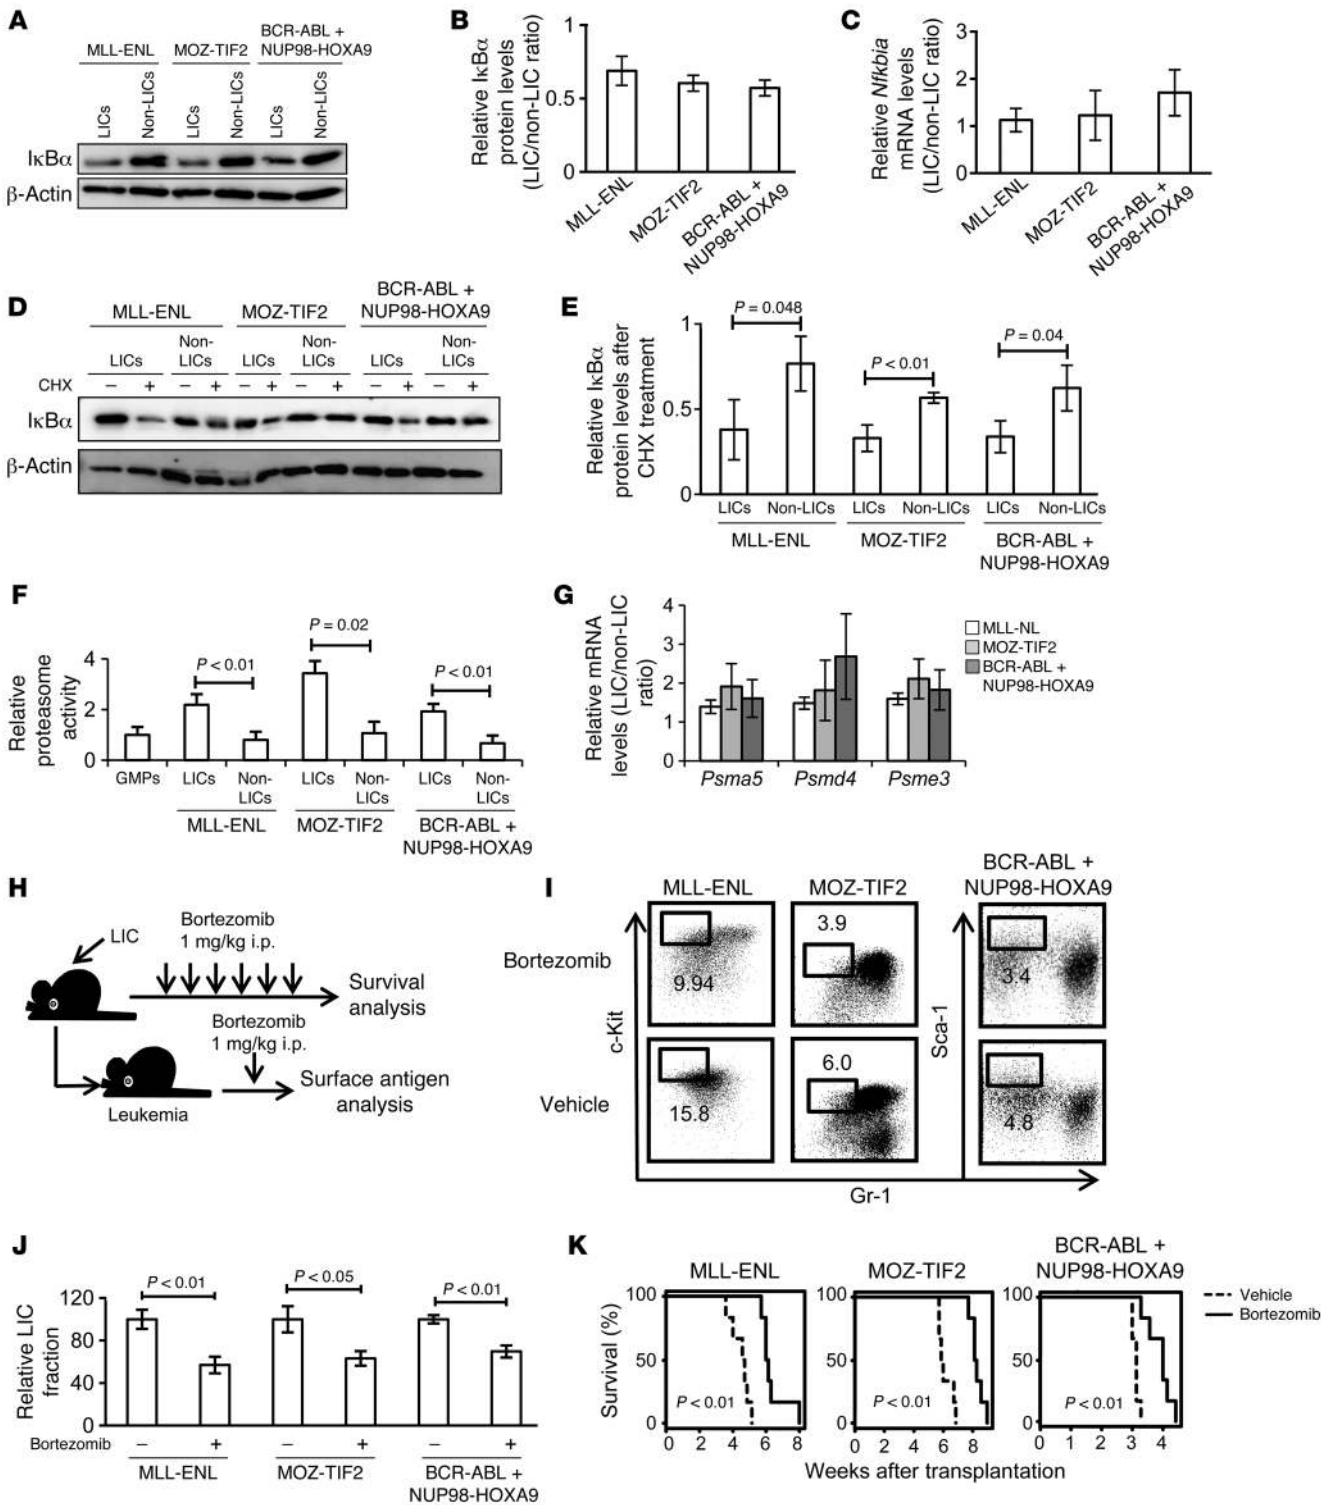 A
MLL-ENL
MOZ-TIF2
BCR-ABL +
NUP98-HOXA9
LICs
Non-LICs
LICs
Non-LICs
LICs
Non-LICs
IκBα
β-Actin
B
Relative IκBα
protein levels
(LIC/non-LIC ratio)
1
0.5
0
MLL-ENL
MOZ-TIF2
BCR-ABL +
NUP98-HOXA9
C
Relative Nfkbia
mRNA levels
(LIC/non-LIC ratio)
3
2
1
0
MLL-ENL
MOZ-TIF2
BCR-ABL +
NUP98-HOXA9
D
MLL-ENL
MOZ-TIF2
BCR-ABL +
NUP98-HOXA9
LICs
Non-
LICs
LICs
Non-
LICs
LICs
Non-
LICs
CHX − + − + − + − + − + − +
IκBα
β-Actin
E
Relative IκBα
protein levels after
CHX treatment
1
0.5
0
P = 0.048
P < 0.01
P = 0.04
LICs Non-LICs LICs Non-LICs LICs Non-LICs
MLL-ENL
MOZ-TIF2
BCR-ABL +
NUP98-HOXA9
F
Relative
proteasome
activity
4
2
0
P < 0.01
P = 0.02
P < 0.01
GMPs
LICs
Non-
LICs
LICs
Non-
LICs
LICs
Non-
LICs
MLL-ENL
MOZ-TIF2
BCR-ABL +
NUP98-HOXA9
G
Relative mRNA
levels (LIC/non-LIC
ratio)
4
3
2
1
0
Psma5 Psmd4 Psme3
MLL-NL
MOZ-TIF2
BCR-ABL +
NUP98-HOXA9
H
LIC
Bortezomib
1 mg/kg i.p.
Survival
analysis
Bortezomib
1 mg/kg i.p.
Surface antigen
analysis
Leukemia
I
MLL-ENL
MOZ-TIF2
BCR-ABL +
NUP98-HOXA9
Bortezomib
Vehicle
c-Kit
Sca-1
9.94
3.9
3.4
15.8
6.0
4.8
Gr-1
J
Relative LIC
fraction
120
80
40
0
P < 0.01
P < 0.05
P < 0.01
Bortezomib − + − + − +
MLL-ENL
MOZ-TIF2
BCR-ABL +
NUP98-HOXA9
K
MLL-ENL
MOZ-TIF2
BCR-ABL +
NUP98-HOXA9
Vehicle
Bortezomib
Survival (%)
100
50
0
P < 0.01
0 2 4 6 8
100
50
0
P < 0.01
0 2 4 6 8
100
50
0
P < 0.01
0 1 2 3 4
Weeks after transplantation